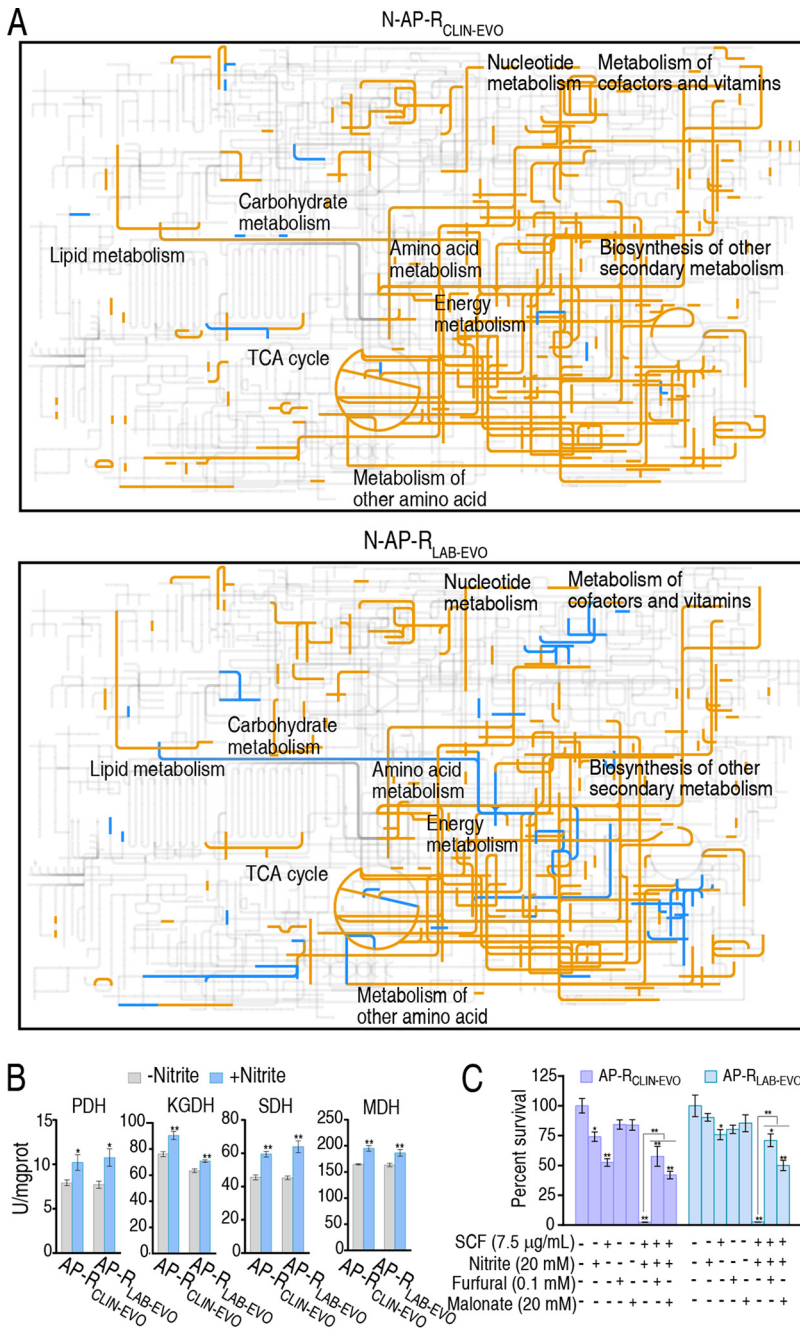 A
N-AP-RCLIN-EVO
Nucleotide metabolism
Metabolism of cofactors and vitamins
Carbohydrate metabolism
Lipid metabolism
Amino acid metabolism
Biosynthesis of other secondary metabolism
Energy metabolism
TCA cycle
Metabolism of other amino acid
N-AP-RLAB-EVO
Nucleotide metabolism
Metabolism of cofactors and vitamins
Carbohydrate metabolism
Lipid metabolism
Amino acid metabolism
Biosynthesis of other secondary metabolism
Energy metabolism
TCA cycle
Metabolism of other amino acid
B
-Nitrite +Nitrite
PDH KGDH SDH MDH
U/mgprot
15 10 5 0
100 80 60 40 20 0
80 60 40 20 0
250 200 150 100 50 0
* * ** ** ** ** ** **
AP-RCLIN-EVO AP-RLAB-EVO AP-RCLIN-EVO AP-RLAB-EVO AP-RCLIN-EVO AP-RLAB-EVO AP-RCLIN-EVO AP-RLAB-EVO
C
AP-RCLIN-EVO AP-RLAB-EVO
Percent survival
125
100
75
50
25
0
* ** ** ** ** ** * ** ** * **
SCF (7.5 µg/mL) - - + - - + + + - - + - - + + +
Nitrite (20 mM) - + - - - + + + - + - - - + + +
Furfural (0.1 mM) - - - + - - + - - - - + - - + -
Malonate (20 mM) - - - - + - - + - - - - + - - +